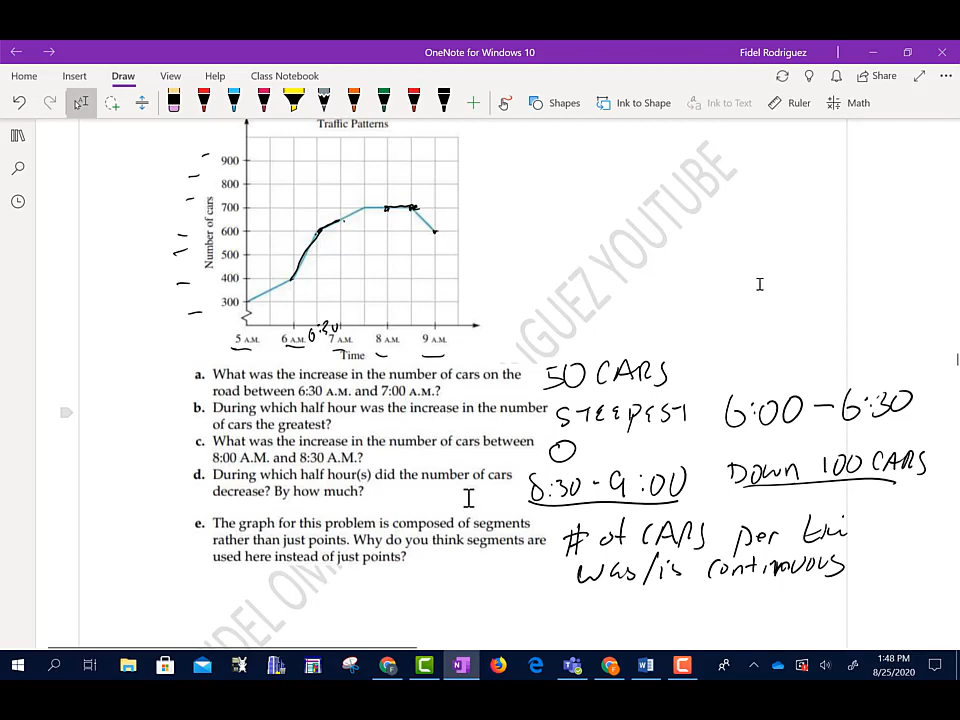 OneNote for Windows 10
Fidel Rodriguez
Home Insert Draw View Help Class Notebook Share
Shapes Ink to Shape Ink to Text Ruler Math
Traffic Patterns
Number of cars
900
800
700
600
500
400
300
5 A.M. 6 A.M. 6:30 7 A.M. 8 A.M. 9 A.M.
Time
a. What was the increase in the number of cars on the
road between 6:30 A.M. and 7:00 A.M.?
50 CARS
b. During which half hour was the increase in the number
of cars the greatest?
STEEPEST 6:00 - 6:30
c. What was the increase in the number of cars between
8:00 A.M. and 8:30 A.M.?
0
d. During which half hour(s) did the number of cars
decrease? By how much?
8:30 - 9:00 DOWN 100 CARS
e. The graph for this problem is composed of segments
rather than just points. Why do you think segments are
used here instead of just points?
# of CARS per
was/is continuous
GUEZ YOUTUBE
FIDEL OM
1:48 PM
8/25/2020